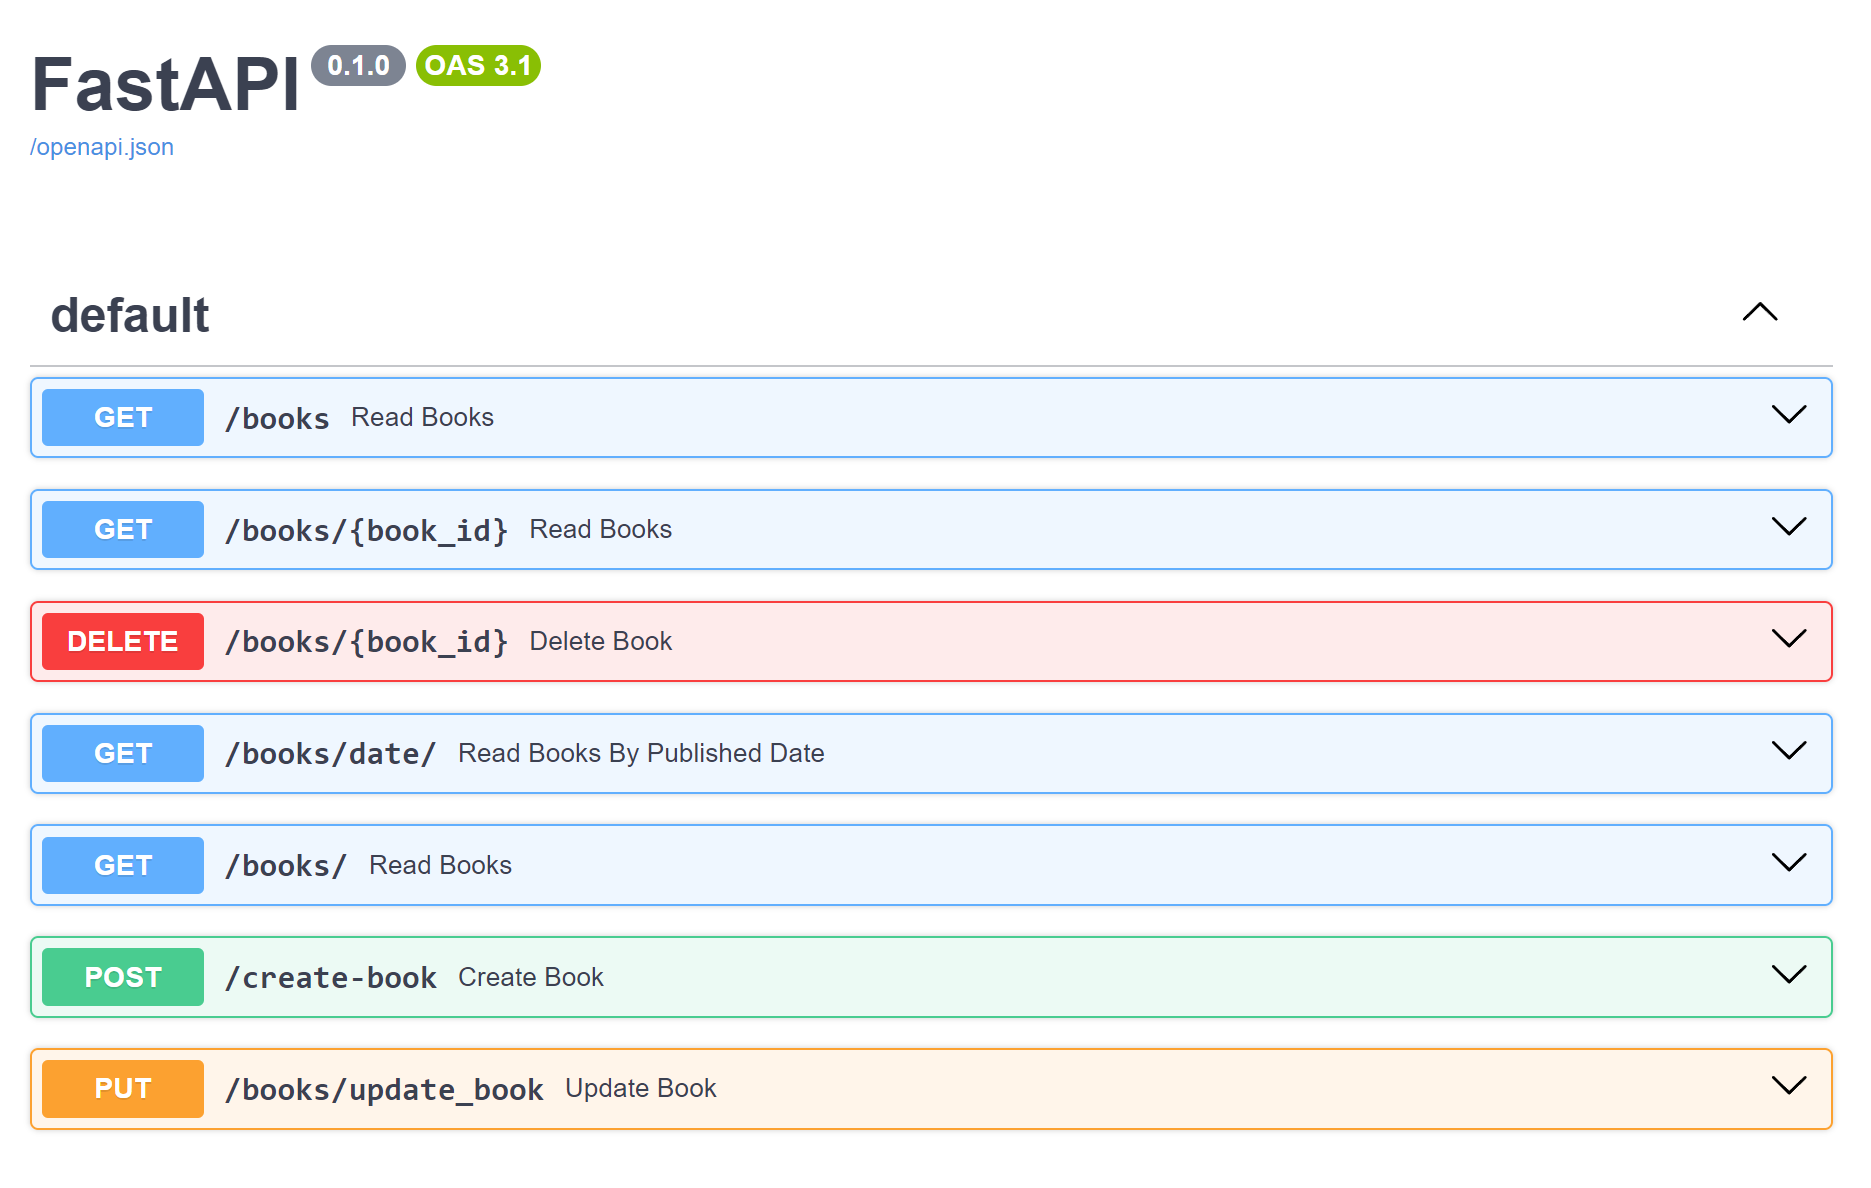 FastAPI 0.1.0 OAS 3.1
/openapi.json
default
GET /books Read Books
GET /books/{book_id} Read Books
DELETE /books/{book_id} Delete Book
GET /books/date/ Read Books By Published Date
GET /books/ Read Books
POST /create-book Create Book
PUT /books/update_book Update Book